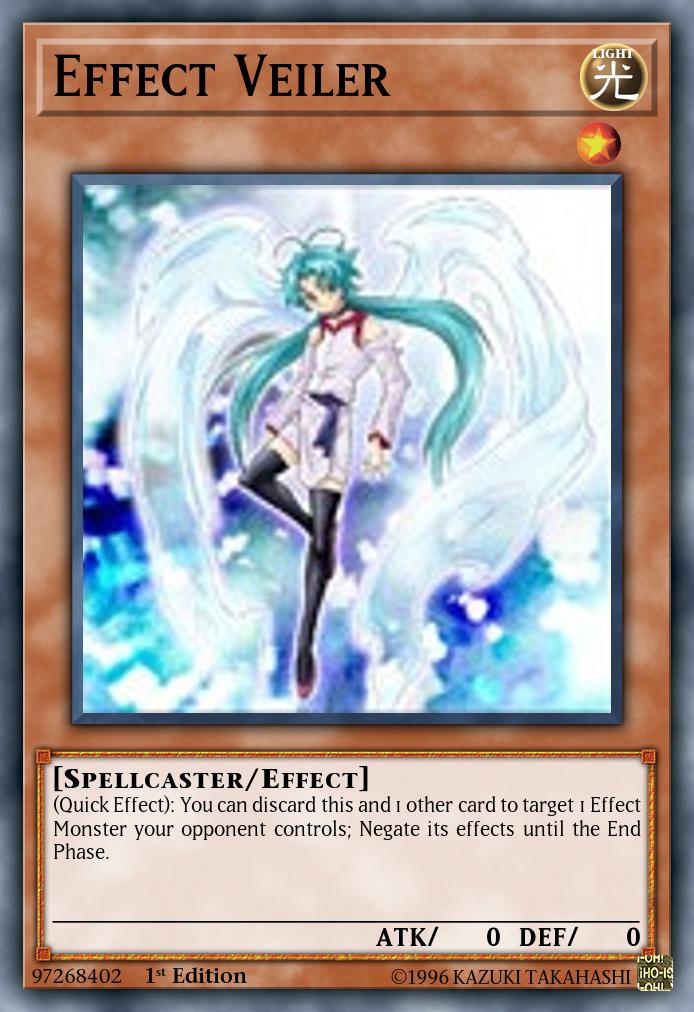 Effect Veiler
LIGHT
光
[Spellcaster/Effect]
(Quick Effect): You can discard this and 1 other card to target 1 Effect
Monster your opponent controls; Negate its effects until the End
Phase.
ATK/ 0 DEF/ 0
97268402 1st Edition ©1996 KAZUKI TAKAHASHI